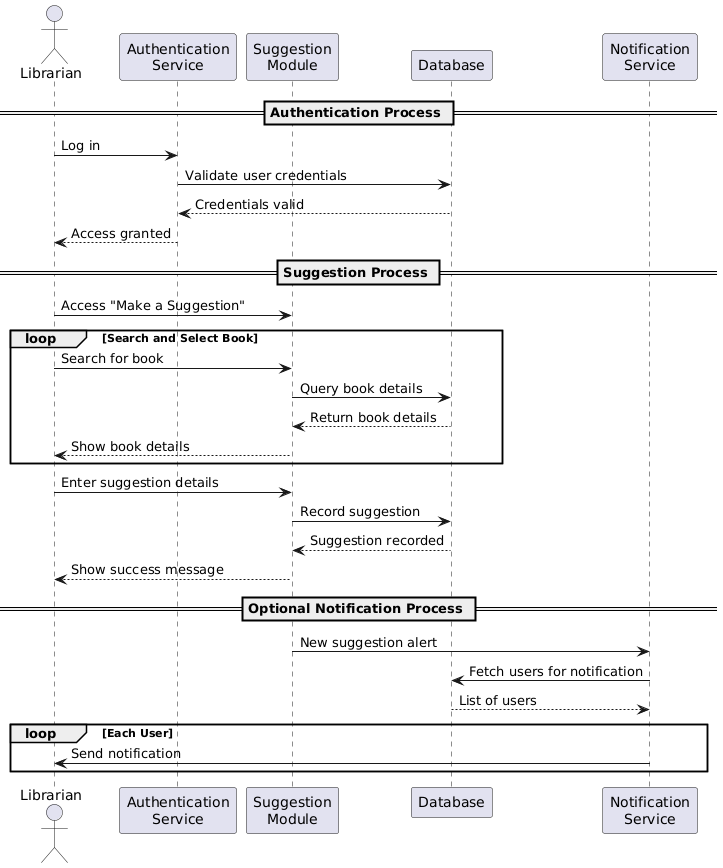 Librarian
Authentication
Service
Suggestion
Module
Database
Notification
Service
Authentication Process
Log in
Validate user credentials
Credentials valid
Access granted
Suggestion Process
Access "Make a Suggestion"
loop [Search and Select Book]
Search for book
Query book details
Return book details
Show book details
Enter suggestion details
Record suggestion
Suggestion recorded
Show success message
Optional Notification Process
New suggestion alert
Fetch users for notification
List of users
loop [Each User]
Send notification
Librarian
Authentication
Service
Suggestion
Module
Database
Notification
Service